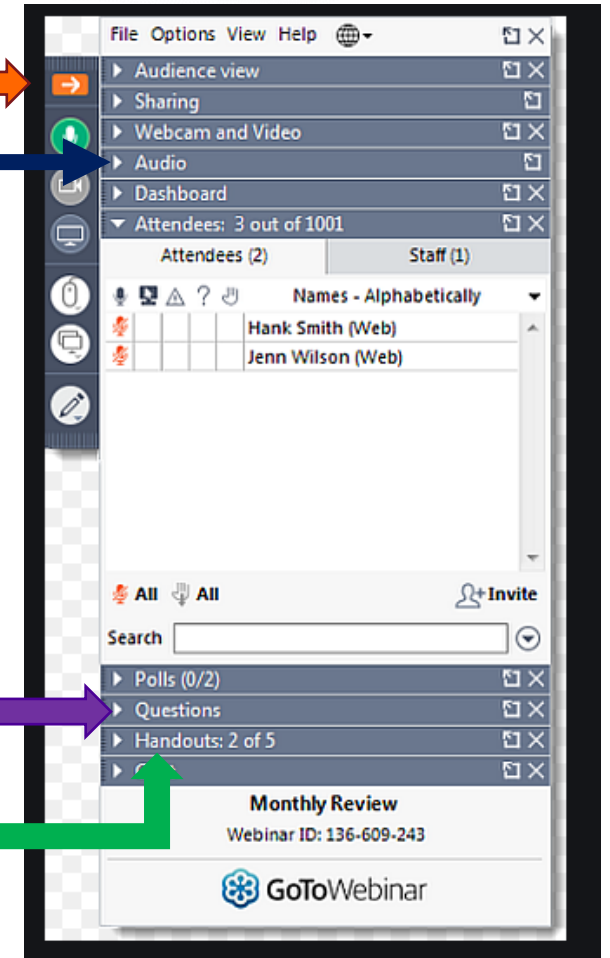 File Options View Help
Audience view
Sharing
Webcam and Video
Audio
Dashboard
Attendees: 3 out of 1001
Attendees (2) Staff (1)
? Names - Alphabetically
Hank Smith (Web)
Jenn Wilson (Web)
All All Invite
Search
Polls (0/2)
Questions
Handouts: 2 of 5
Monthly Review
Webinar ID: 136-609-243
GoToWebinar